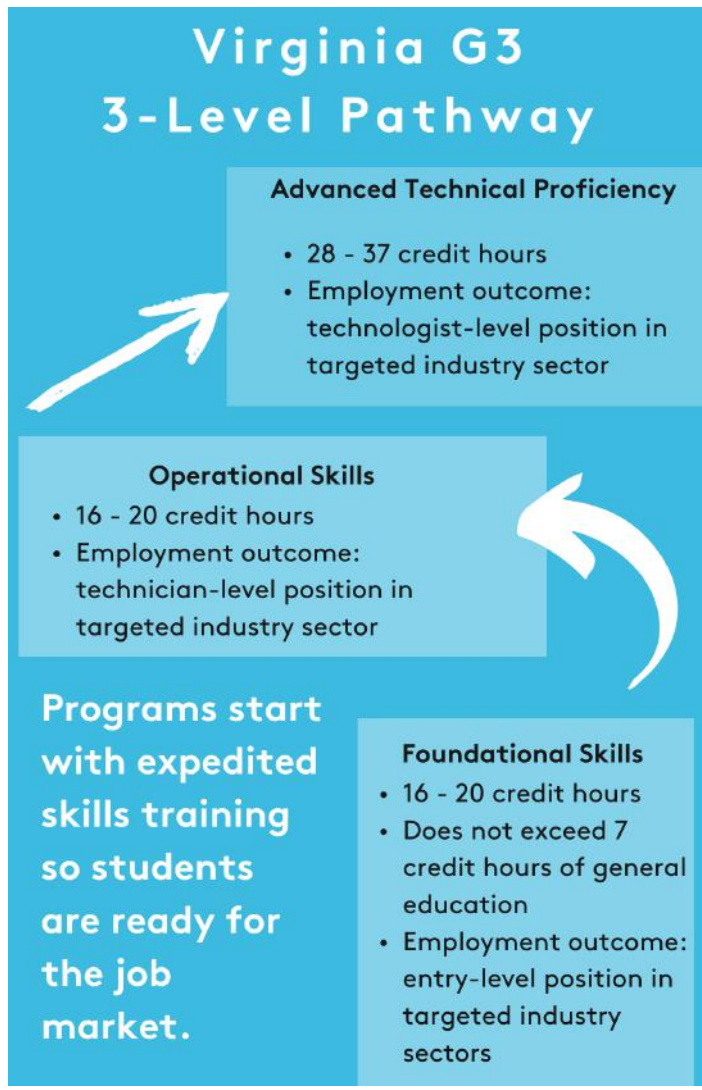 Virginia G3
3-Level Pathway
Advanced Technical Proficiency
• 28 - 37 credit hours
• Employment outcome:
technologist-level position in
targeted industry sector
Operational Skills
• 16 - 20 credit hours
• Employment outcome:
technician-level position in
targeted industry sector
Programs start
with expedited
skills training
so students
are ready for
the job
market.
Foundational Skills
• 16 - 20 credit hours
• Does not exceed 7
credit hours of general
education
• Employment outcome:
entry-level position in
targeted industry
sectors